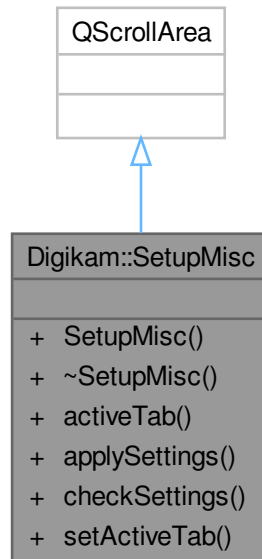 QScrollArea
Digikam::SetupMisc
+ SetupMisc()
+ ~SetupMisc()
+ activeTab()
+ applySettings()
+ checkSettings()
+ setActiveTab()